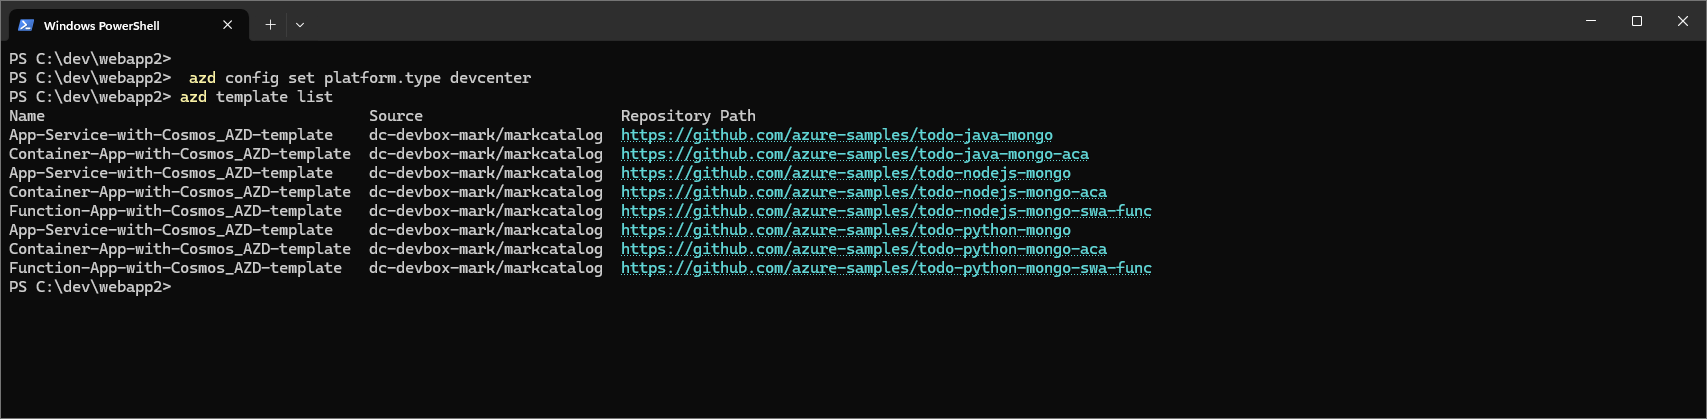 Windows PowerShell
PS C:\dev\webapp2>
PS C:\dev\webapp2>  azd config set platform.type devcenter
PS C:\dev\webapp2> azd template list
Name                                    Source                      Repository Path
App-Service-with-Cosmos_AZD-template    dc-devbox-mark/markcatalog  https://github.com/azure-samples/todo-java-mongo
Container-App-with-Cosmos_AZD-template  dc-devbox-mark/markcatalog  https://github.com/azure-samples/todo-java-mongo-aca
App-Service-with-Cosmos_AZD-template    dc-devbox-mark/markcatalog  https://github.com/azure-samples/todo-nodejs-mongo
Container-App-with-Cosmos_AZD-template  dc-devbox-mark/markcatalog  https://github.com/azure-samples/todo-nodejs-mongo-aca
Function-App-with-Cosmos_AZD-template   dc-devbox-mark/markcatalog  https://github.com/azure-samples/todo-nodejs-mongo-swa-func
App-Service-with-Cosmos_AZD-template    dc-devbox-mark/markcatalog  https://github.com/azure-samples/todo-python-mongo
Container-App-with-Cosmos_AZD-template  dc-devbox-mark/markcatalog  https://github.com/azure-samples/todo-python-mongo-aca
Function-App-with-Cosmos_AZD-template   dc-devbox-mark/markcatalog  https://github.com/azure-samples/todo-python-mongo-swa-func
PS C:\dev\webapp2>